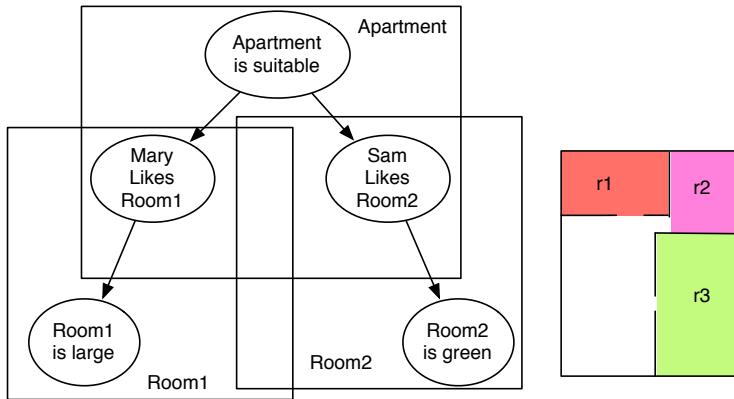 Apartment
Apartment
is suitable
Mary
Likes
Room1
Sam
Likes
Room2
r1
r2
r3
Room1
is large
Room2
is green
Room2
Room1